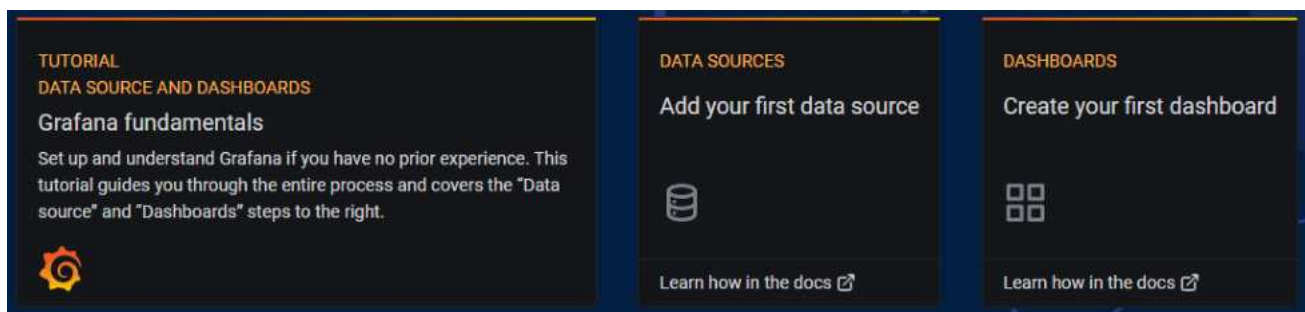 TUTORIAL
DATA SOURCE AND DASHBOARDS
Grafana fundamentals
Set up and understand Grafana if you have no prior experience. This
tutorial guides you through the entire process and covers the “Data
source” and “Dashboards” steps to the right.
DATA SOURCES
Add your first data source
Learn how in the docs
DASHBOARDS
Create your first dashboard
Learn how in the docs